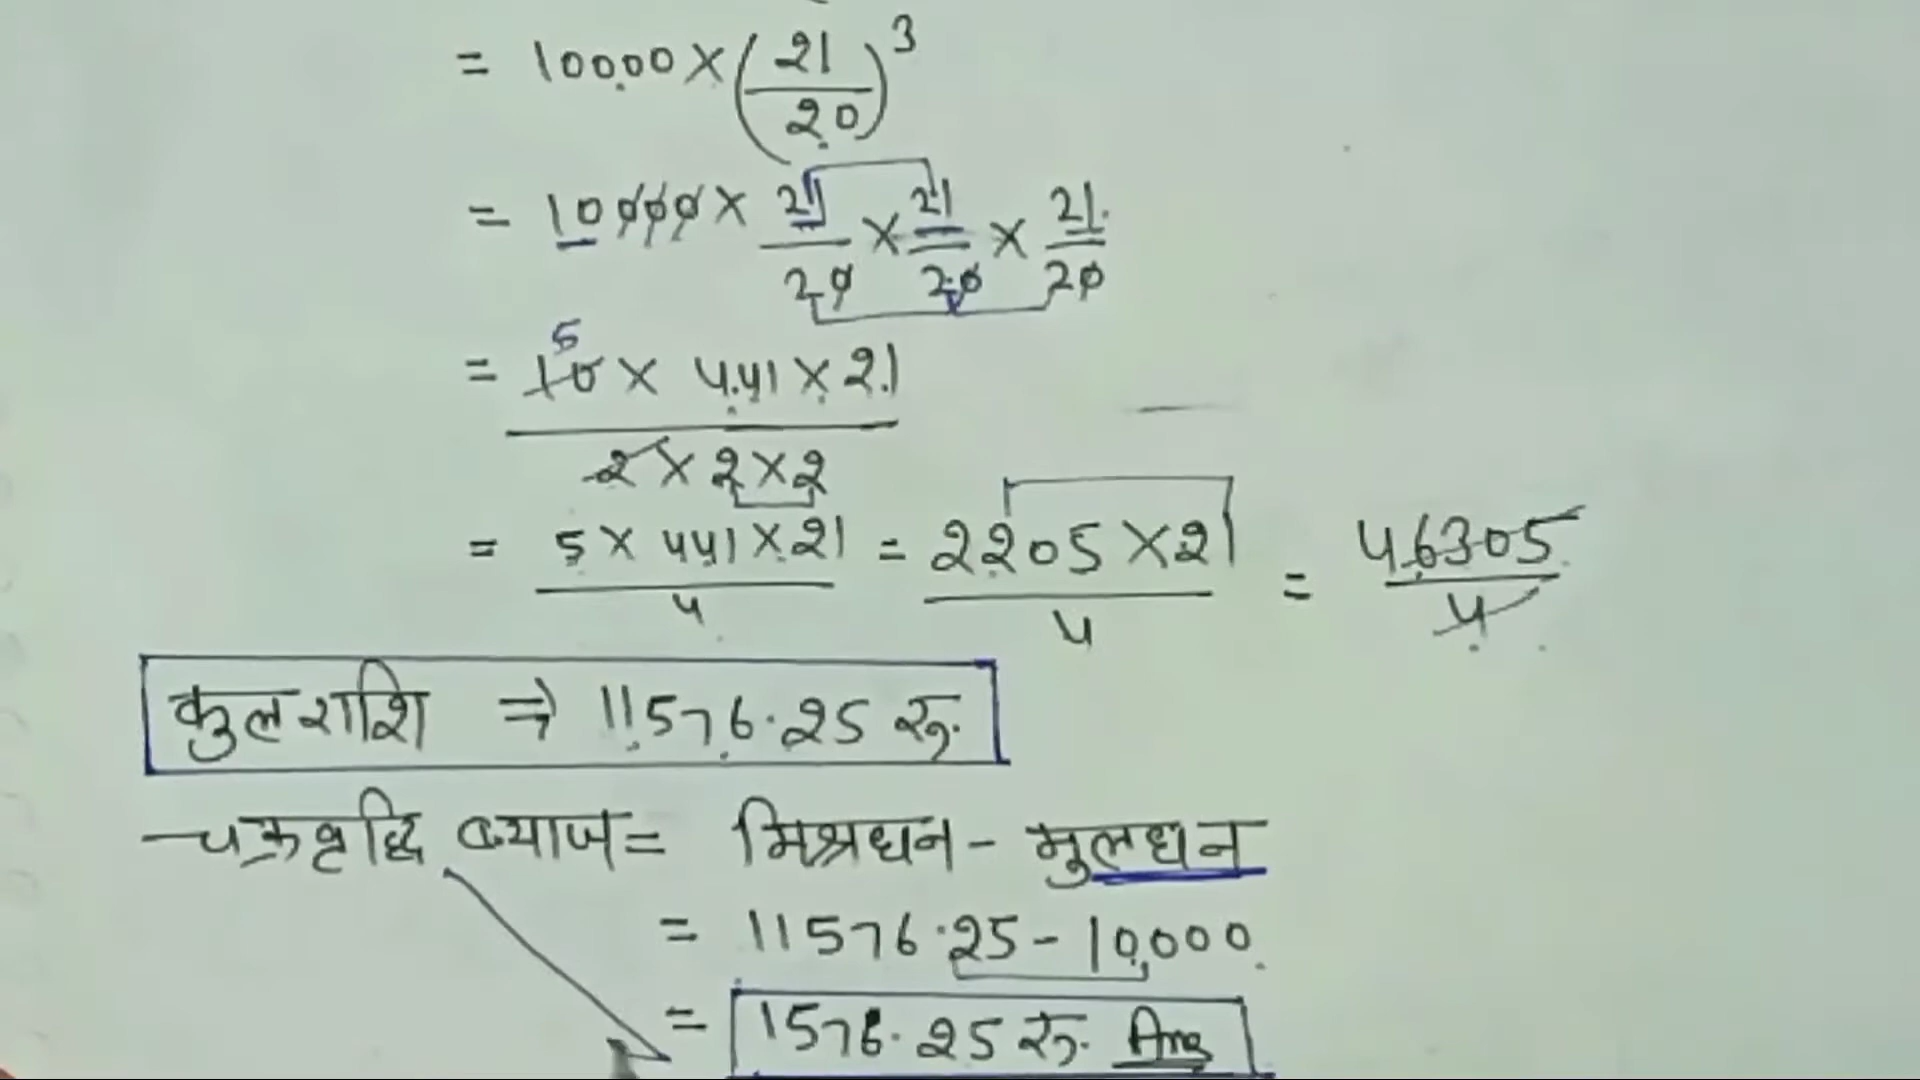 = 10000 × (21/20)^3
= 10000 × 21/20 × 21/20 × 21/20
= 10 5 × 441 × 21 / 2 × 2 × 2
= 5 × 441 × 21 / 4 = 2205 × 21 / 4 = 46305 / 4
कुल राशि ⇒ 11576.25 रु.
चक्रवृद्धि ब्याज = मिश्रधन - मुलधन
= 11576.25 - 10,000
= 1576.25 रु. Ans